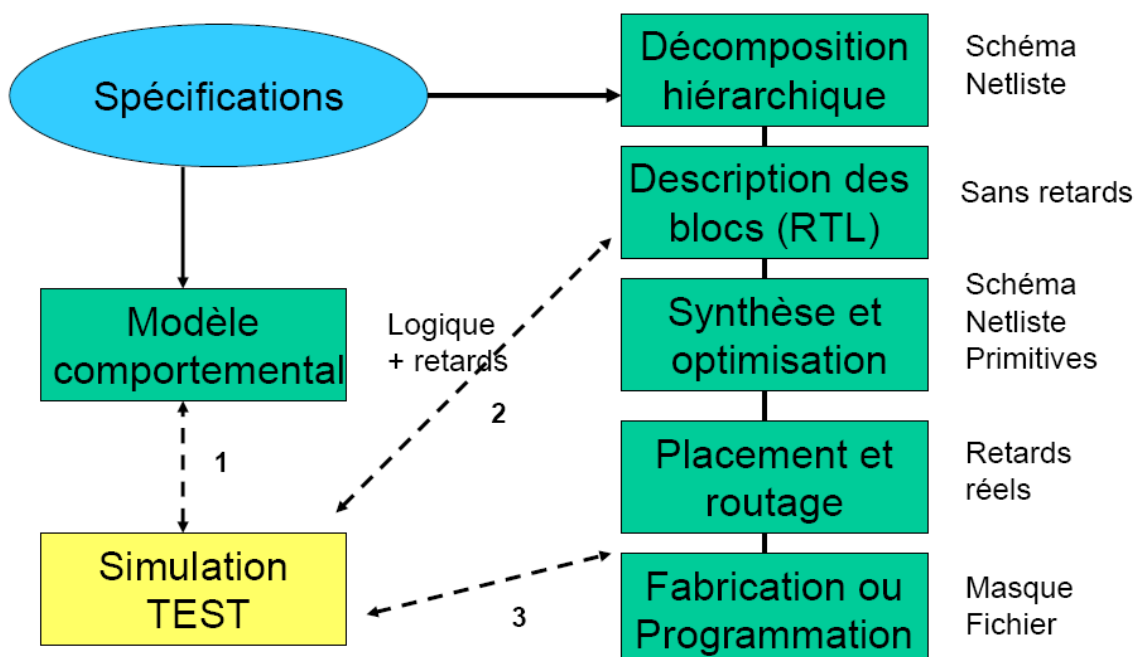 Spécifications
Décomposition
hiérarchique
Schéma
Netliste
Description des
blocs (RTL)
Sans retards
Modèle
comportemental
Logique
+ retards
Synthèse et
optimisation
Schéma
Netliste
Primitives
1
2
Placement et
routage
Retards
réels
Simulation
TEST
3
Fabrication ou
Programmation
Masque
Fichier